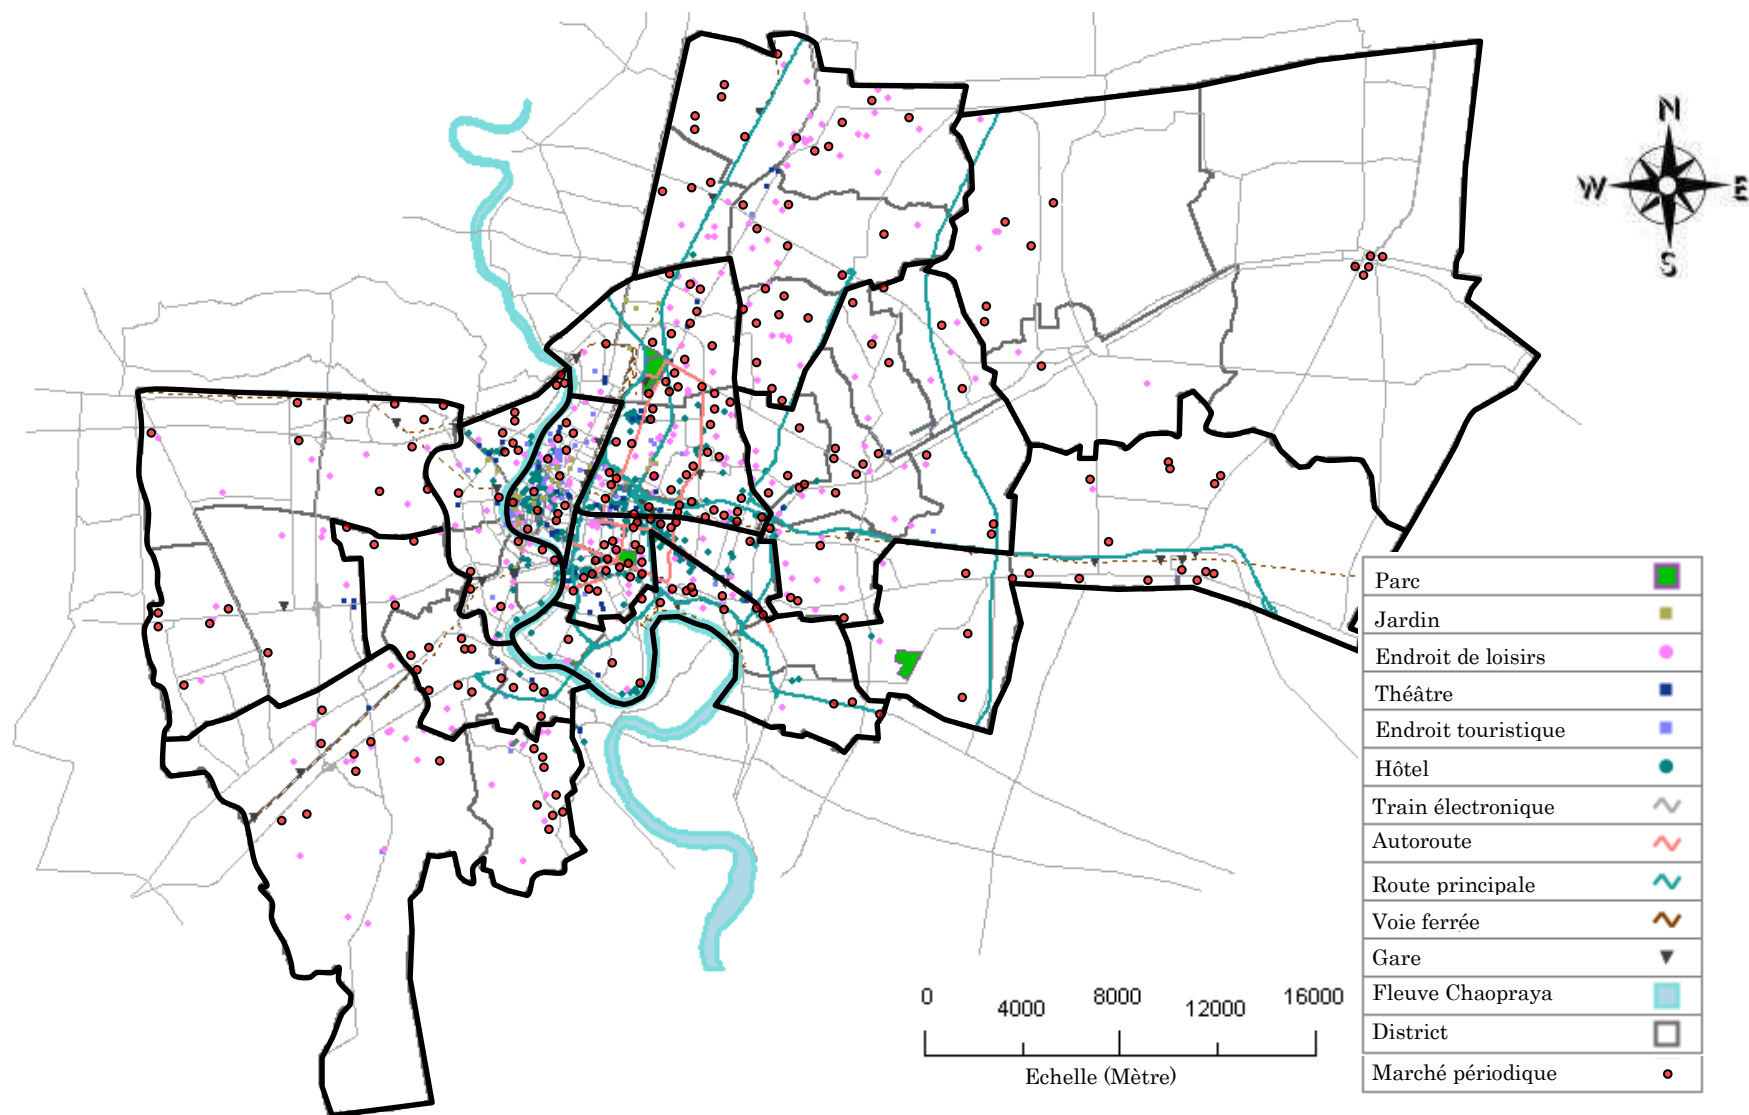 N
W
E
S
Parc
Jardin
Endroit de loisirs
Théâtre
Endroit touristique
Hôtel
Train électronique
Autoroute
Route principale
Voie ferrée
Gare
Fleuve Chaopraya
District
Marché périodique
0 4000 8000 12000 16000
Echelle (Mètre)